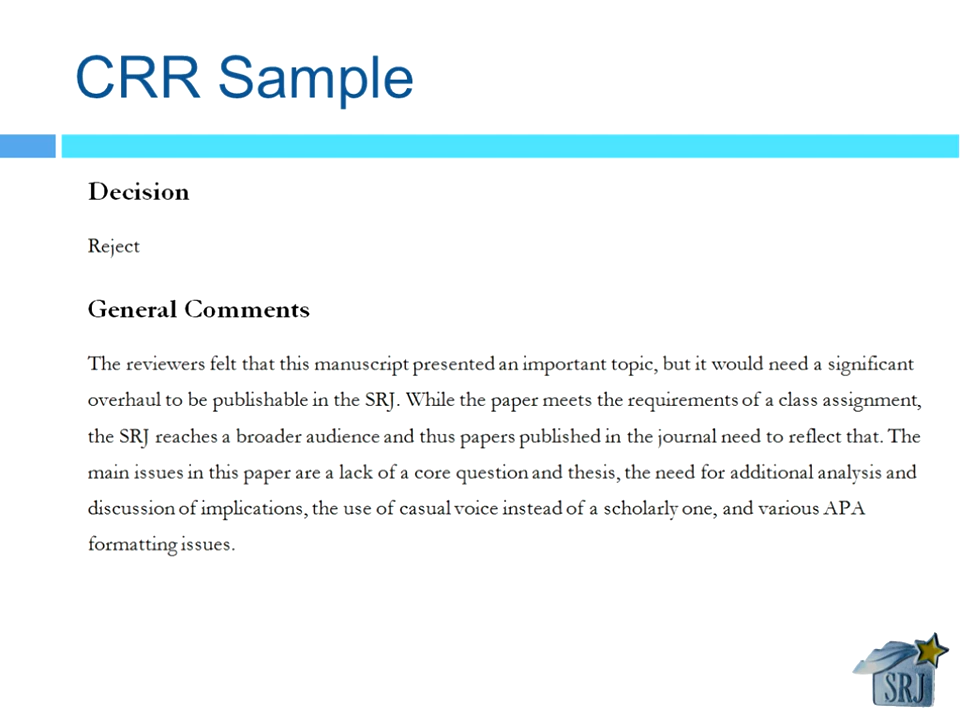 CRR Sample
Decision
Reject
General Comments
The reviewers felt that this manuscript presented an important topic, but it would need a significant
overhaul to be publishable in the SRJ. While the paper meets the requirements of a class assignment,
the SRJ reaches a broader audience and thus papers published in the journal need to reflect that. The
main issues in this paper are a lack of a core question and thesis, the need for additional analysis and
discussion of implications, the use of casual voice instead of a scholarly one, and various APA
formatting issues.
SRJ